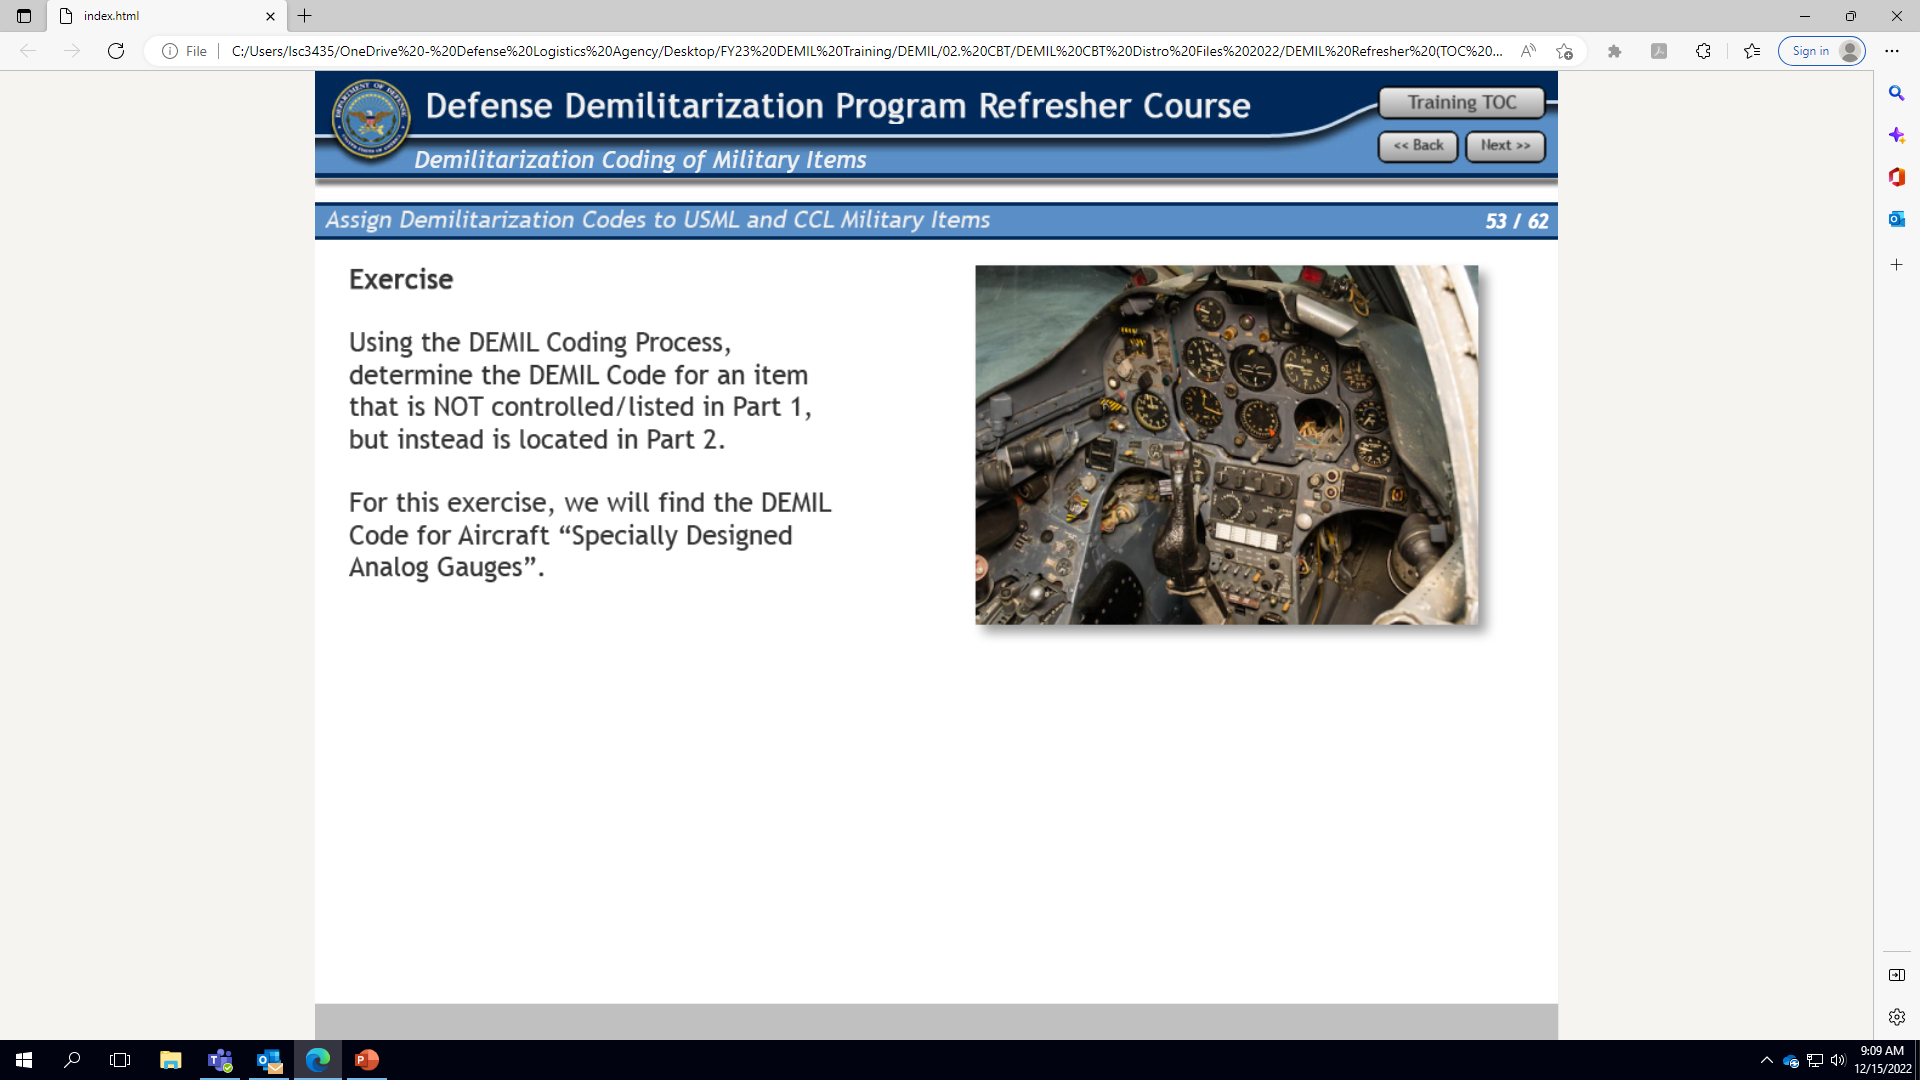 index.html
File
C:/Users/lsc3435/OneDrive%20-%20Defense%20Logistics%20Agency/Desktop/FY23%20DEMIL%20Training/DEMIL/02.%20CBT/DEMIL%20CBT%20Distro%20Files%202022/DEMIL%20Refresher%20(TOC%20...
Sign in
Defense Demilitarization Program Refresher Course
Training TOC
<< Back
Next >>
Demilitarization Coding of Military Items
Assign Demilitarization Codes to USML and CCL Military Items
53 / 62
Exercise
Using the DEMIL Coding Process,
determine the DEMIL Code for an item
that is NOT controlled/listed in Part 1,
but instead is located in Part 2.
For this exercise, we will find the DEMIL
Code for Aircraft “Specially Designed
Analog Gauges”.
9:09 AM
12/15/2022